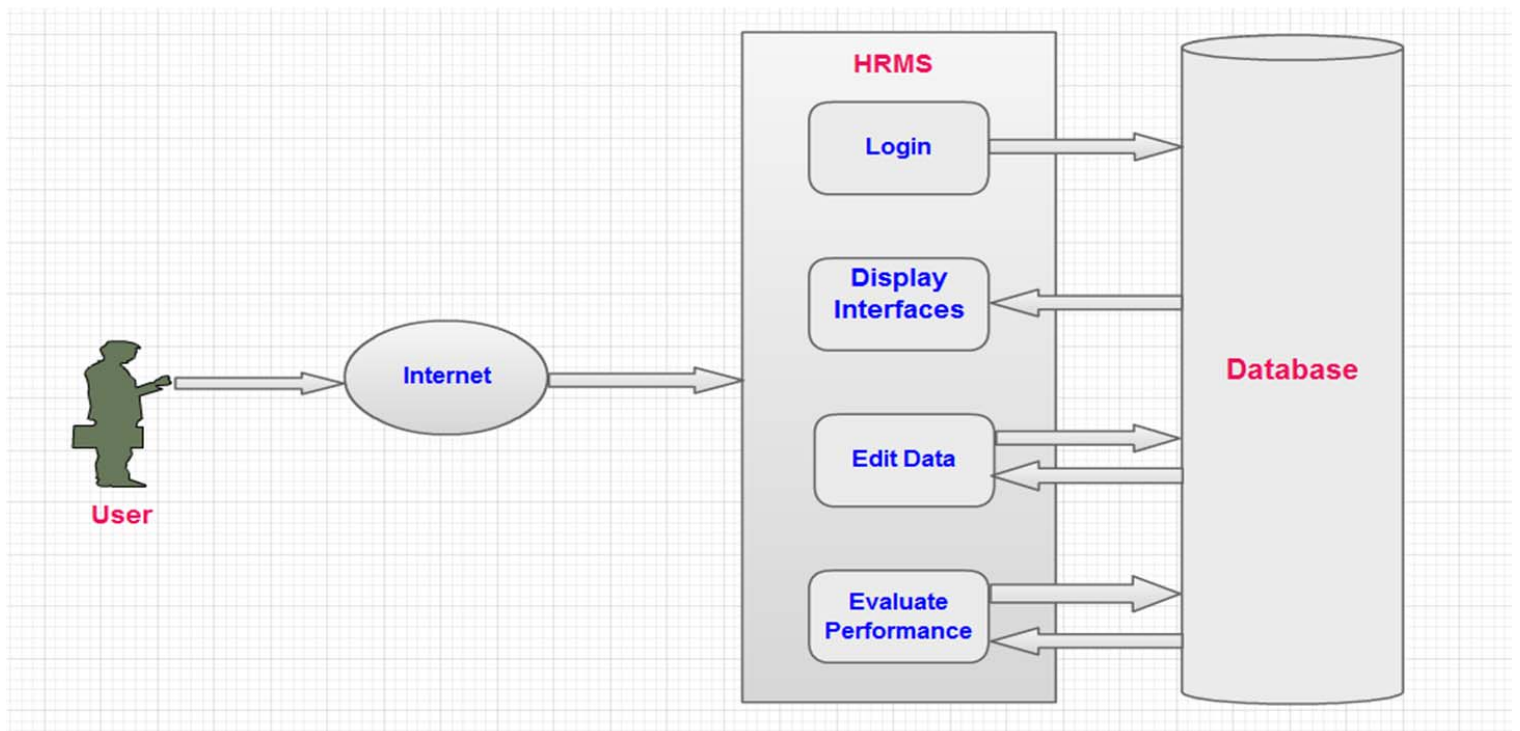 HRMS
Login
Display
Interfaces
Internet
Database
Edit Data
User
Evaluate
Performance